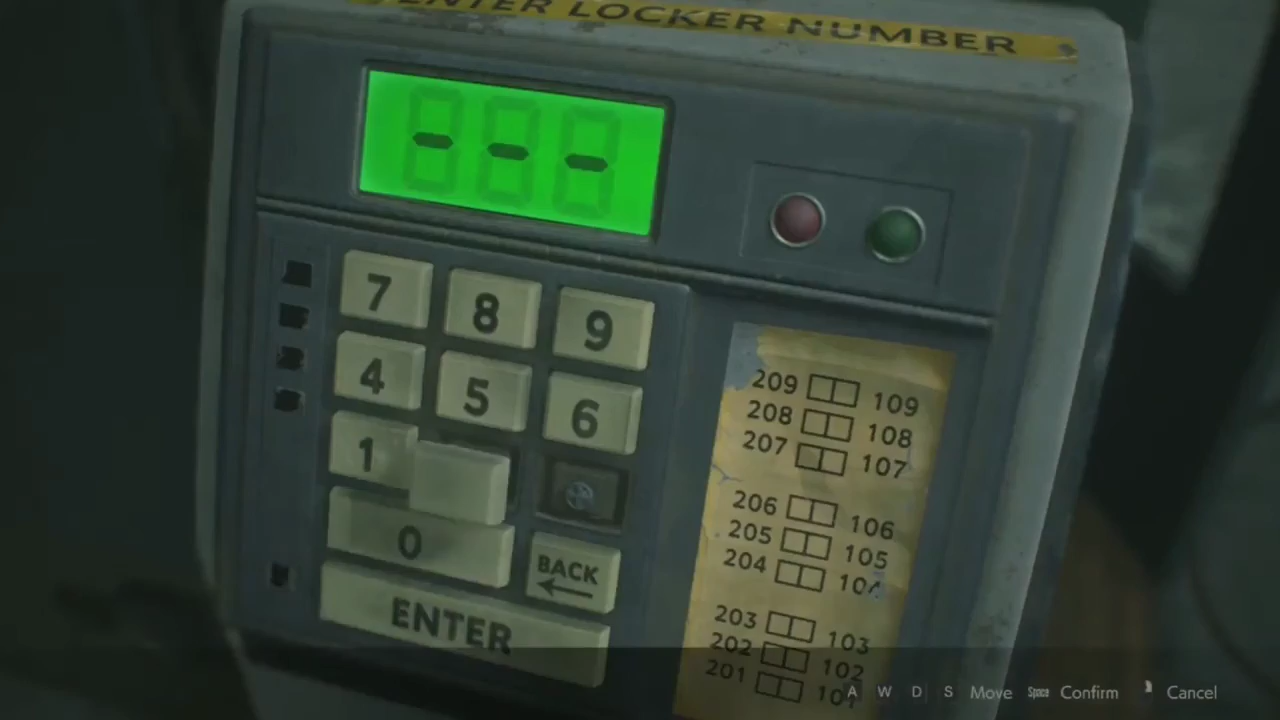 ENTER LOCKER NUMBER
- - -
7 8 9
4 5 6
1
0
BACK
ENTER
209 109
208 108
207 107
206 106
205 105
204 104
203 103
202 102
201 101
A W D S Move Space Confirm Cancel